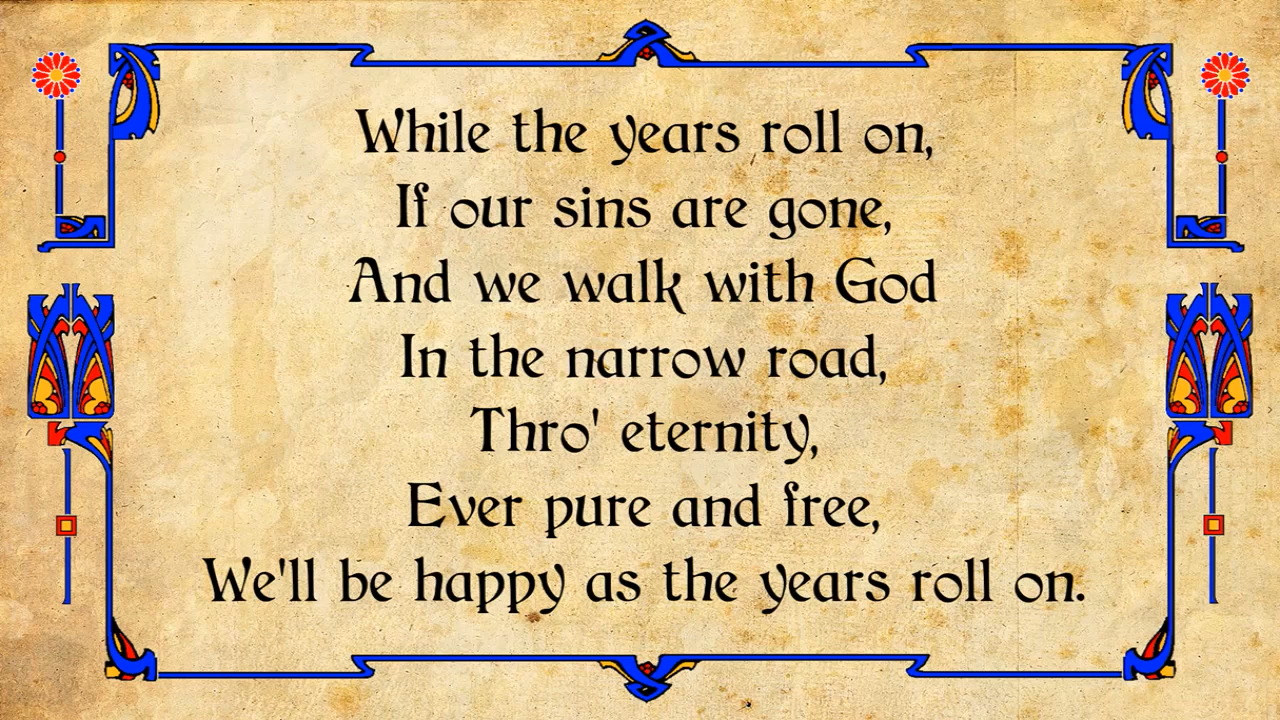 While the years roll on,
If our sins are gone,
And we walk with God
In the narrow road,
Thro' eternity,
Ever pure and free,
We'll be happy as the years roll on.